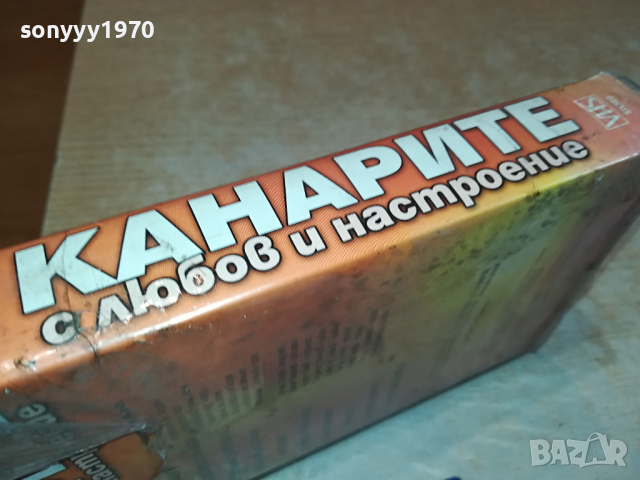 sonyyy1970
КАНАРИТЕ
с любов и настроение
VHS
BAZAR